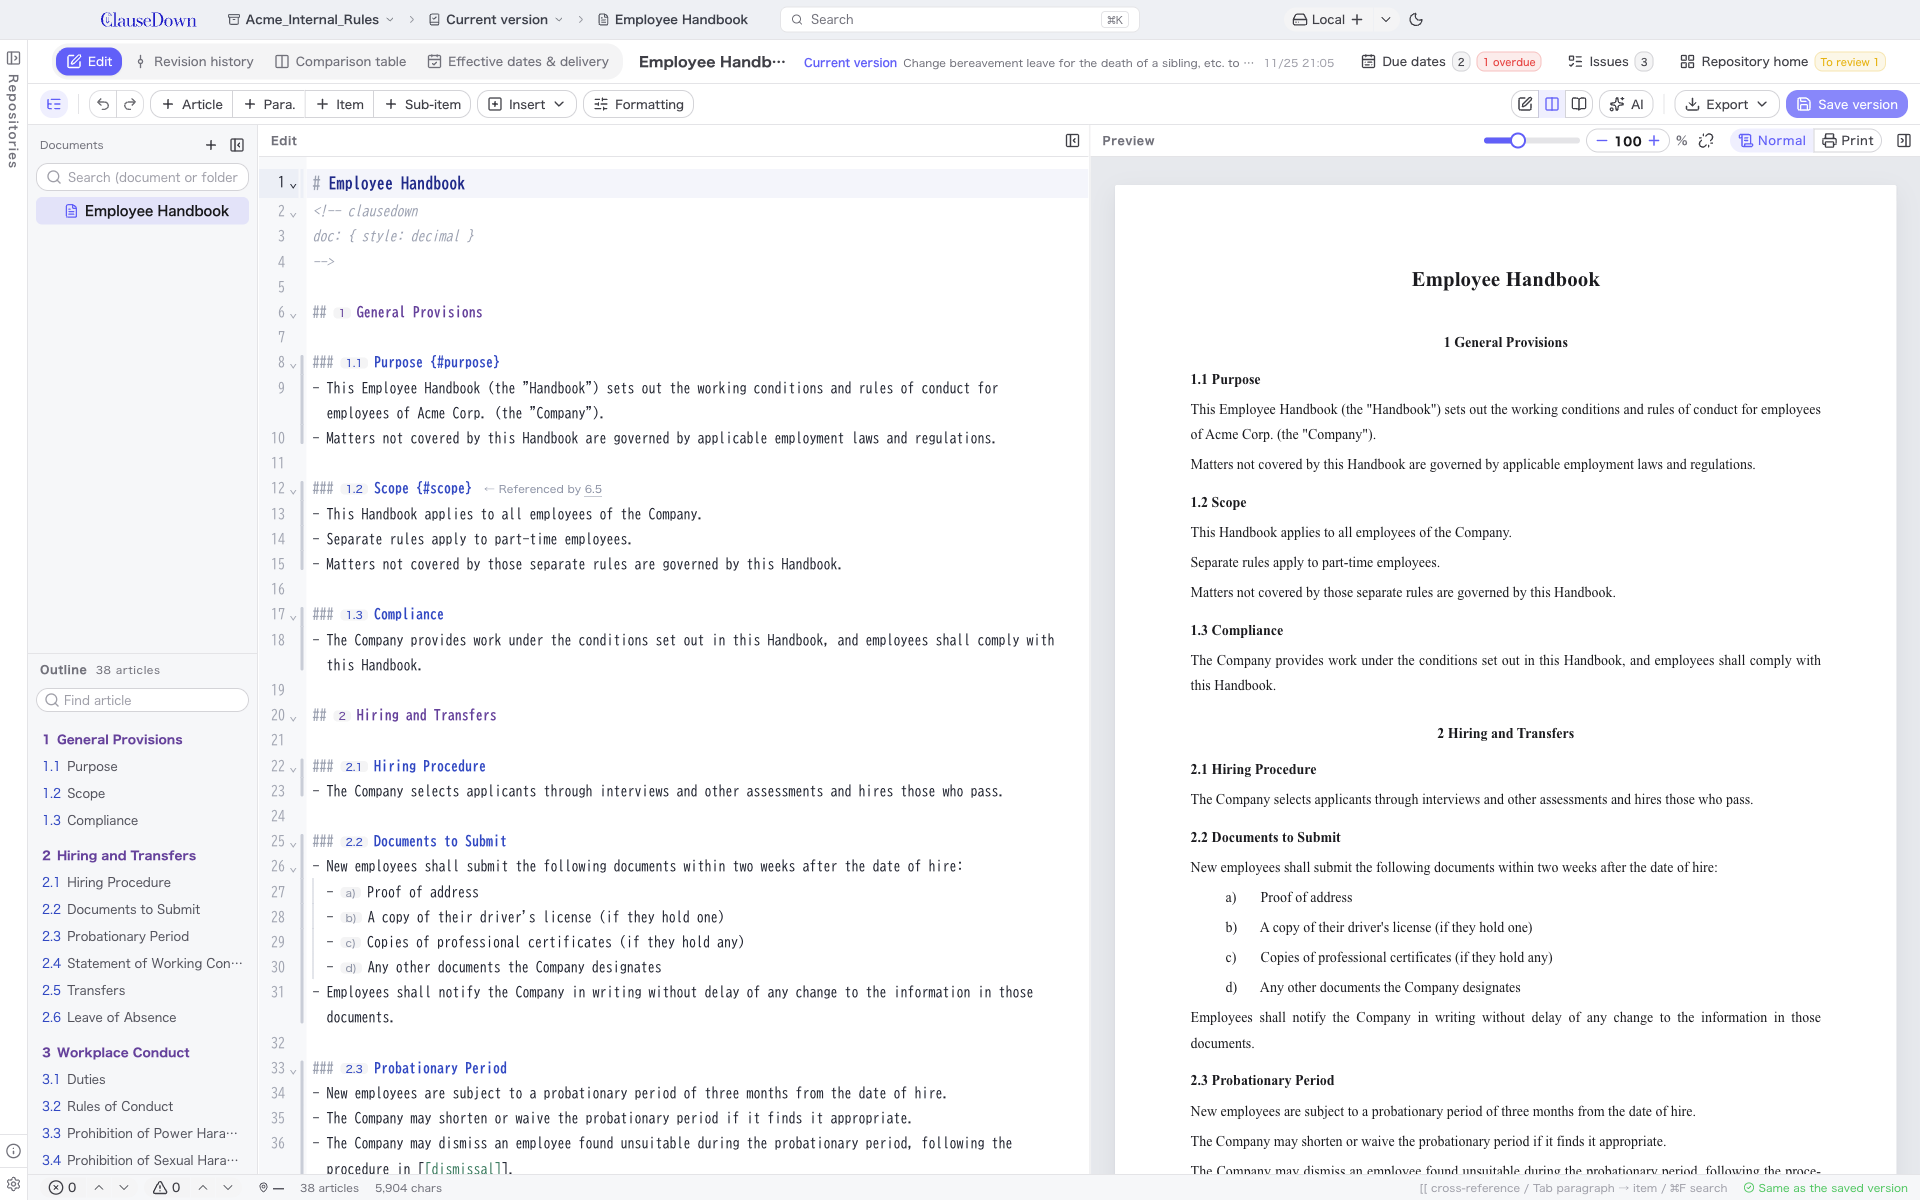 ClauseDown
Acme_Internal_Rules
Current version
Employee Handbook
Search
⌘K
Local
Edit
Revision history
Comparison table
Effective dates & delivery
Employee Handb···
Current version
Change bereavement leave for the death of a sibling, etc. to ···
11/25 21:05
Due dates 2 1 overdue
Issues 3
Repository home To review 1
Repositories
+ Article
+ Para.
+ Item
+ Sub-item
Insert
Formatting
AI
Export
Save version
Documents
Search (document or folder
Employee Handbook
Outline 38 articles
Find article
1 General Provisions
1.1 Purpose
1.2 Scope
1.3 Compliance
2 Hiring and Transfers
2.1 Hiring Procedure
2.2 Documents to Submit
2.3 Probationary Period
2.4 Statement of Working Con···
2.5 Transfers
2.6 Leave of Absence
3 Workplace Conduct
3.1 Duties
3.2 Rules of Conduct
3.3 Prohibition of Power Hara···
3.4 Prohibition of Sexual Hara···
Edit
1 # Employee Handbook
2 <!-- clausedown
3 doc: { style: decimal }
4 -->
5
6 ## 1 General Provisions
7
8 ### 1.1 Purpose {#purpose}
9 - This Employee Handbook (the "Handbook") sets out the working conditions and rules of conduct for
employees of Acme Corp. (the "Company").
10 - Matters not covered by this Handbook are governed by applicable employment laws and regulations.
11
12 ### 1.2 Scope {#scope} ← Referenced by 6.5
13 - This Handbook applies to all employees of the Company.
14 - Separate rules apply to part-time employees.
15 - Matters not covered by those separate rules are governed by this Handbook.
16
17 ### 1.3 Compliance
18 - The Company provides work under the conditions set out in this Handbook, and employees shall comply with
this Handbook.
19
20 ## 2 Hiring and Transfers
21
22 ### 2.1 Hiring Procedure
23 - The Company selects applicants through interviews and other assessments and hires those who pass.
24
25 ### 2.2 Documents to Submit
26 - New employees shall submit the following documents within two weeks after the date of hire:
27 - a) Proof of address
28 - b) A copy of their driver's license (if they hold one)
29 - c) Copies of professional certificates (if they hold any)
30 - d) Any other documents the Company designates
31 - Employees shall notify the Company in writing without delay of any change to the information in those
documents.
32
33 ### 2.3 Probationary Period
34 - New employees are subject to a probationary period of three months from the date of hire.
35 - The Company may shorten or waive the probationary period if it finds it appropriate.
36 - The Company may dismiss an employee found unsuitable during the probationary period, following the
procedure in [[dismissal]].
Preview
− 100 + %
Normal
Print
Employee Handbook
1 General Provisions
1.1 Purpose
This Employee Handbook (the "Handbook") sets out the working conditions and rules of conduct for employees
of Acme Corp. (the "Company").
Matters not covered by this Handbook are governed by applicable employment laws and regulations.
1.2 Scope
This Handbook applies to all employees of the Company.
Separate rules apply to part-time employees.
Matters not covered by those separate rules are governed by this Handbook.
1.3 Compliance
The Company provides work under the conditions set out in this Handbook, and employees shall comply with
this Handbook.
2 Hiring and Transfers
2.1 Hiring Procedure
The Company selects applicants through interviews and other assessments and hires those who pass.
2.2 Documents to Submit
New employees shall submit the following documents within two weeks after the date of hire:
a) Proof of address
b) A copy of their driver's license (if they hold one)
c) Copies of professional certificates (if they hold any)
d) Any other documents the Company designates
Employees shall notify the Company in writing without delay of any change to the information in those
documents.
2.3 Probationary Period
New employees are subject to a probationary period of three months from the date of hire.
The Company may shorten or waive the probationary period if it finds it appropriate.
The Company may dismiss an employee found unsuitable during the probationary period, following the proce-
0
0
—
38 articles
5,904 chars
[[ cross-reference / Tab paragraph → item / ⌘F search
Same as the saved version